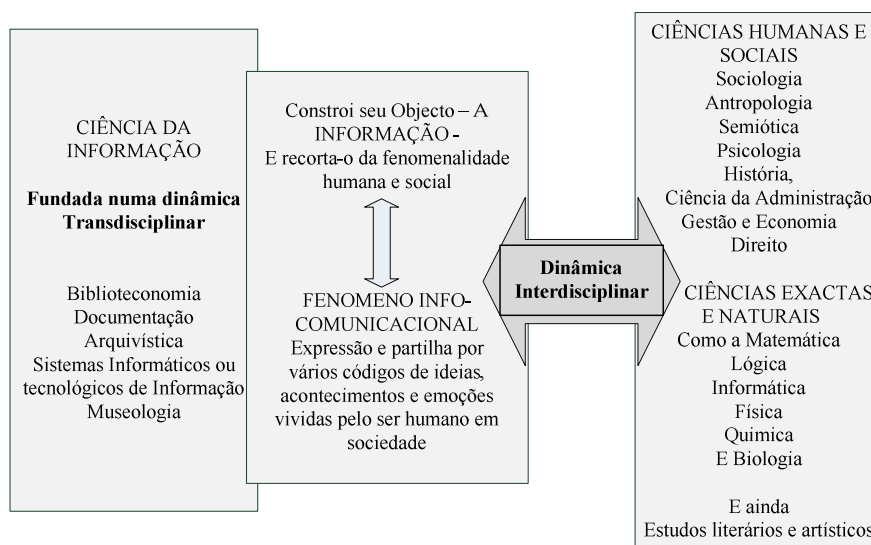 CIÊNCIA DA
INFORMAÇÃO
Fundada numa dinâmica
Transdisciplinar
Biblioteconomia
Documentação
Arquivística
Sistemas Informáticos ou
tecnológicos de Informação
Museologia
Constroi seu Objecto – A
INFORMAÇÃO -
E recorta-o da fenomenalidade
humana e social
FENOMENO INFO-
COMUNICACIONAL
Expressão e partilha por
vários códigos de ideias,
acontecimentos e emoções
vividas pelo ser humano em
sociedade
Dinâmica
Interdisciplinar
CIÊNCIAS HUMANAS E
SOCIAIS
Sociologia
Antropologia
Semiótica
Psicologia
História,
Ciência da Administração
Gestão e Economia
Direito
CIÊNCIAS EXACTAS
E NATURAIS
Como a Matemática
Lógica
Informática
Física
Quimica
E Biologia
E ainda
Estudos literários e artísticos